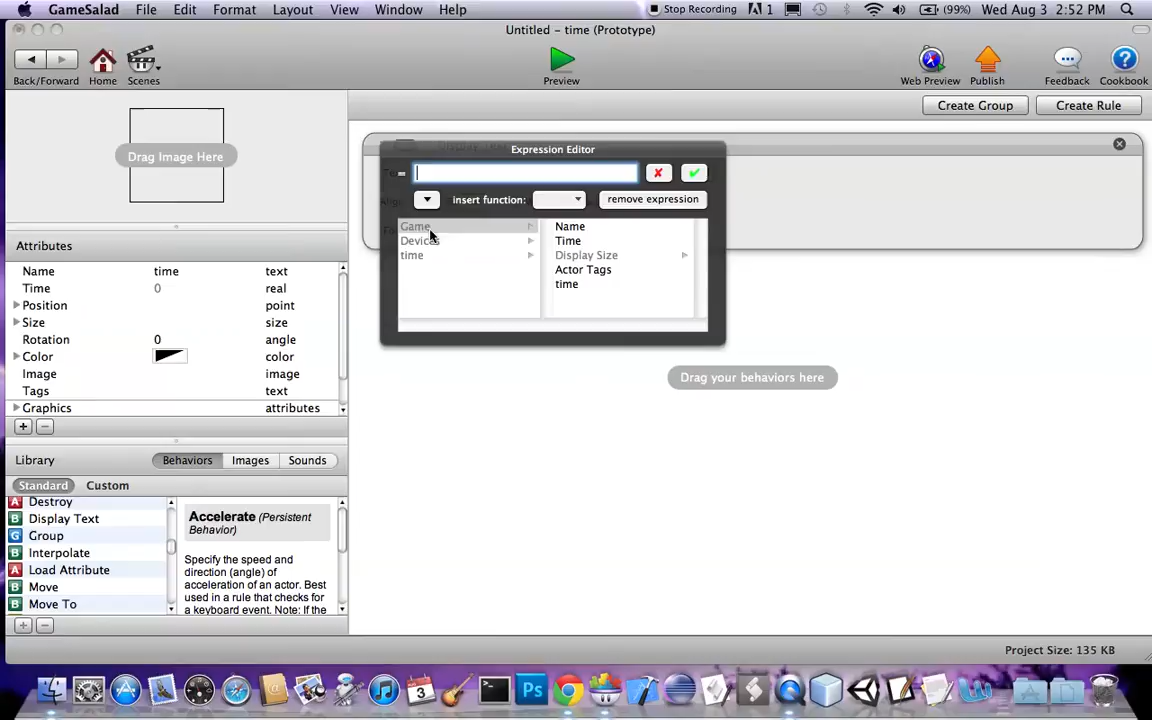 GameSalad File Edit Format Layout View Window Help Stop Recording 1 (99%) Wed Aug 3 2:52 PM
Untitled – time (Prototype)
Back/Forward Home Scenes Preview Web Preview Publish Feedback Cookbook
Create Group Create Rule
Drag Image Here
Expression Editor
=
insert function: remove expression
Game
Devices
time
Name
Time
Display Size
Actor Tags
time
Drag your behaviors here
Attributes
Name time text
Time 0 real
Position point
Size size
Rotation 0 angle
Color color
Image image
Tags text
Graphics attributes
Library Behaviors Images Sounds
Standard Custom
A Destroy
B Display Text
G Group
B Interpolate
A Load Attribute
B Move
B Move To
Accelerate (Persistent
Behavior)
Specify the speed and
direction (angle) of
acceleration of an actor. Best
used in a rule that checks for
a keyboard event. Note: If the
Project Size: 135 KB
3
Ps